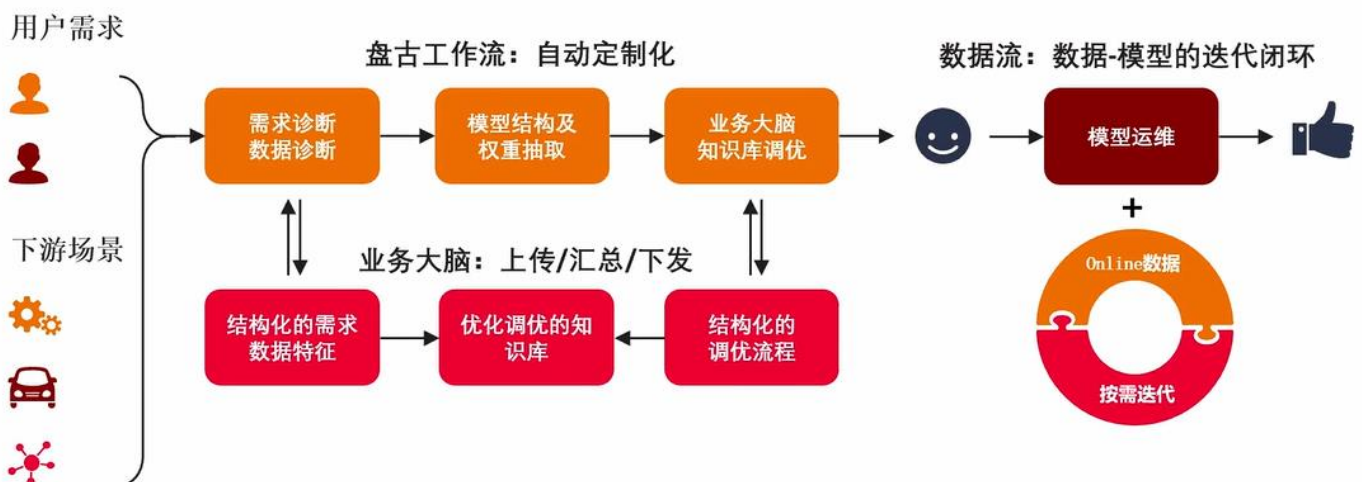 用户需求
盘古工作流：自动定制化
数据流：数据-模型的迭代闭环
需求诊断
数据诊断
模型结构及
权重抽取
业务大脑
知识库调优
模型运维
+
下游场景
业务大脑：上传/汇总/下发
Online数据
结构化的需求
数据特征
优化调优的知
识库
结构化的
调优流程
按需迭代